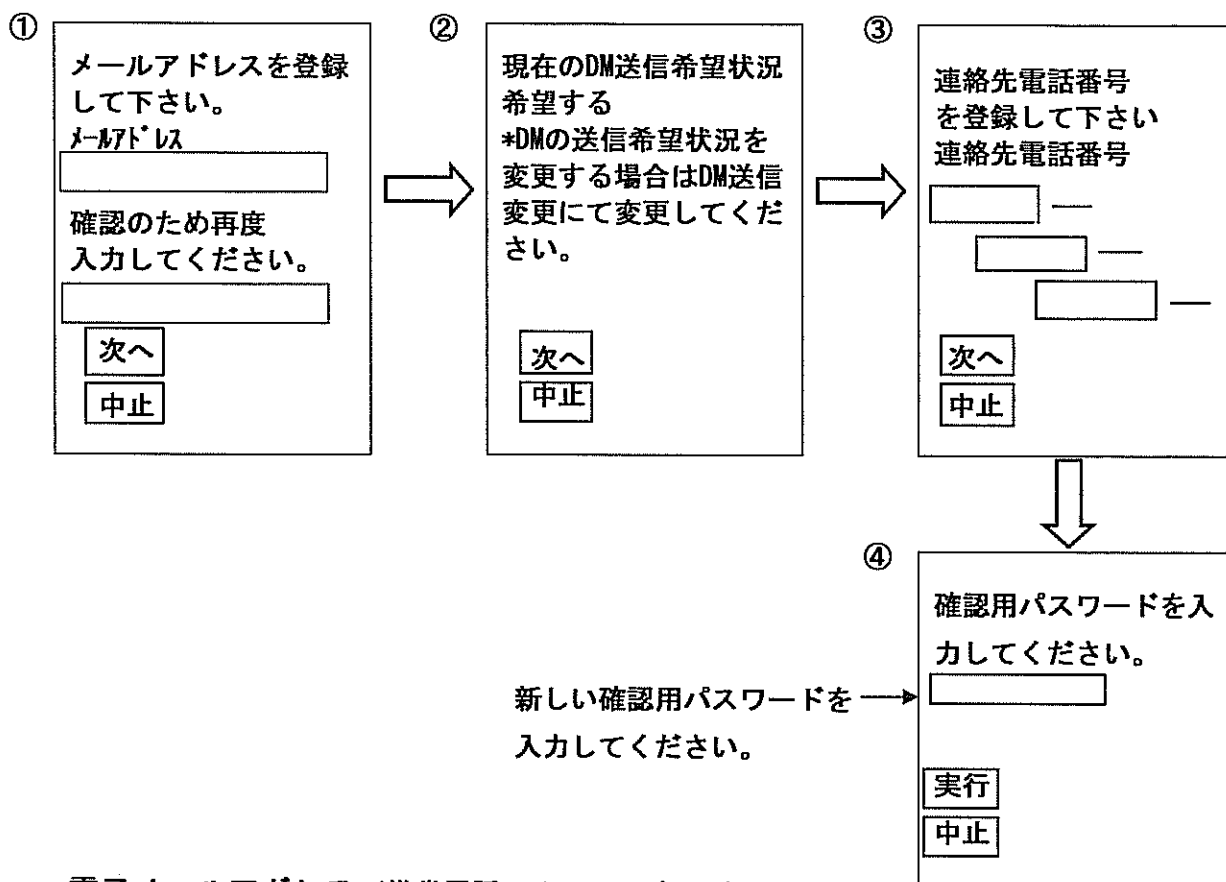 ①
メールアドレスを登録
して下さい。
ﾒｰﾙｱﾄﾞﾚｽ
確認のため再度
入力してください。
次へ
中止
②
現在のDM送信希望状況
希望する
*DMの送信希望状況を
変更する場合はDM送信
変更にて変更してくだ
さい。
次へ
中止
③
連絡先電話番号
を登録して下さい
連絡先電話番号
―
―
―
次へ
中止
④
確認用パスワードを入
力してください。
新しい確認用パスワードを
入力してください。
実行
中止